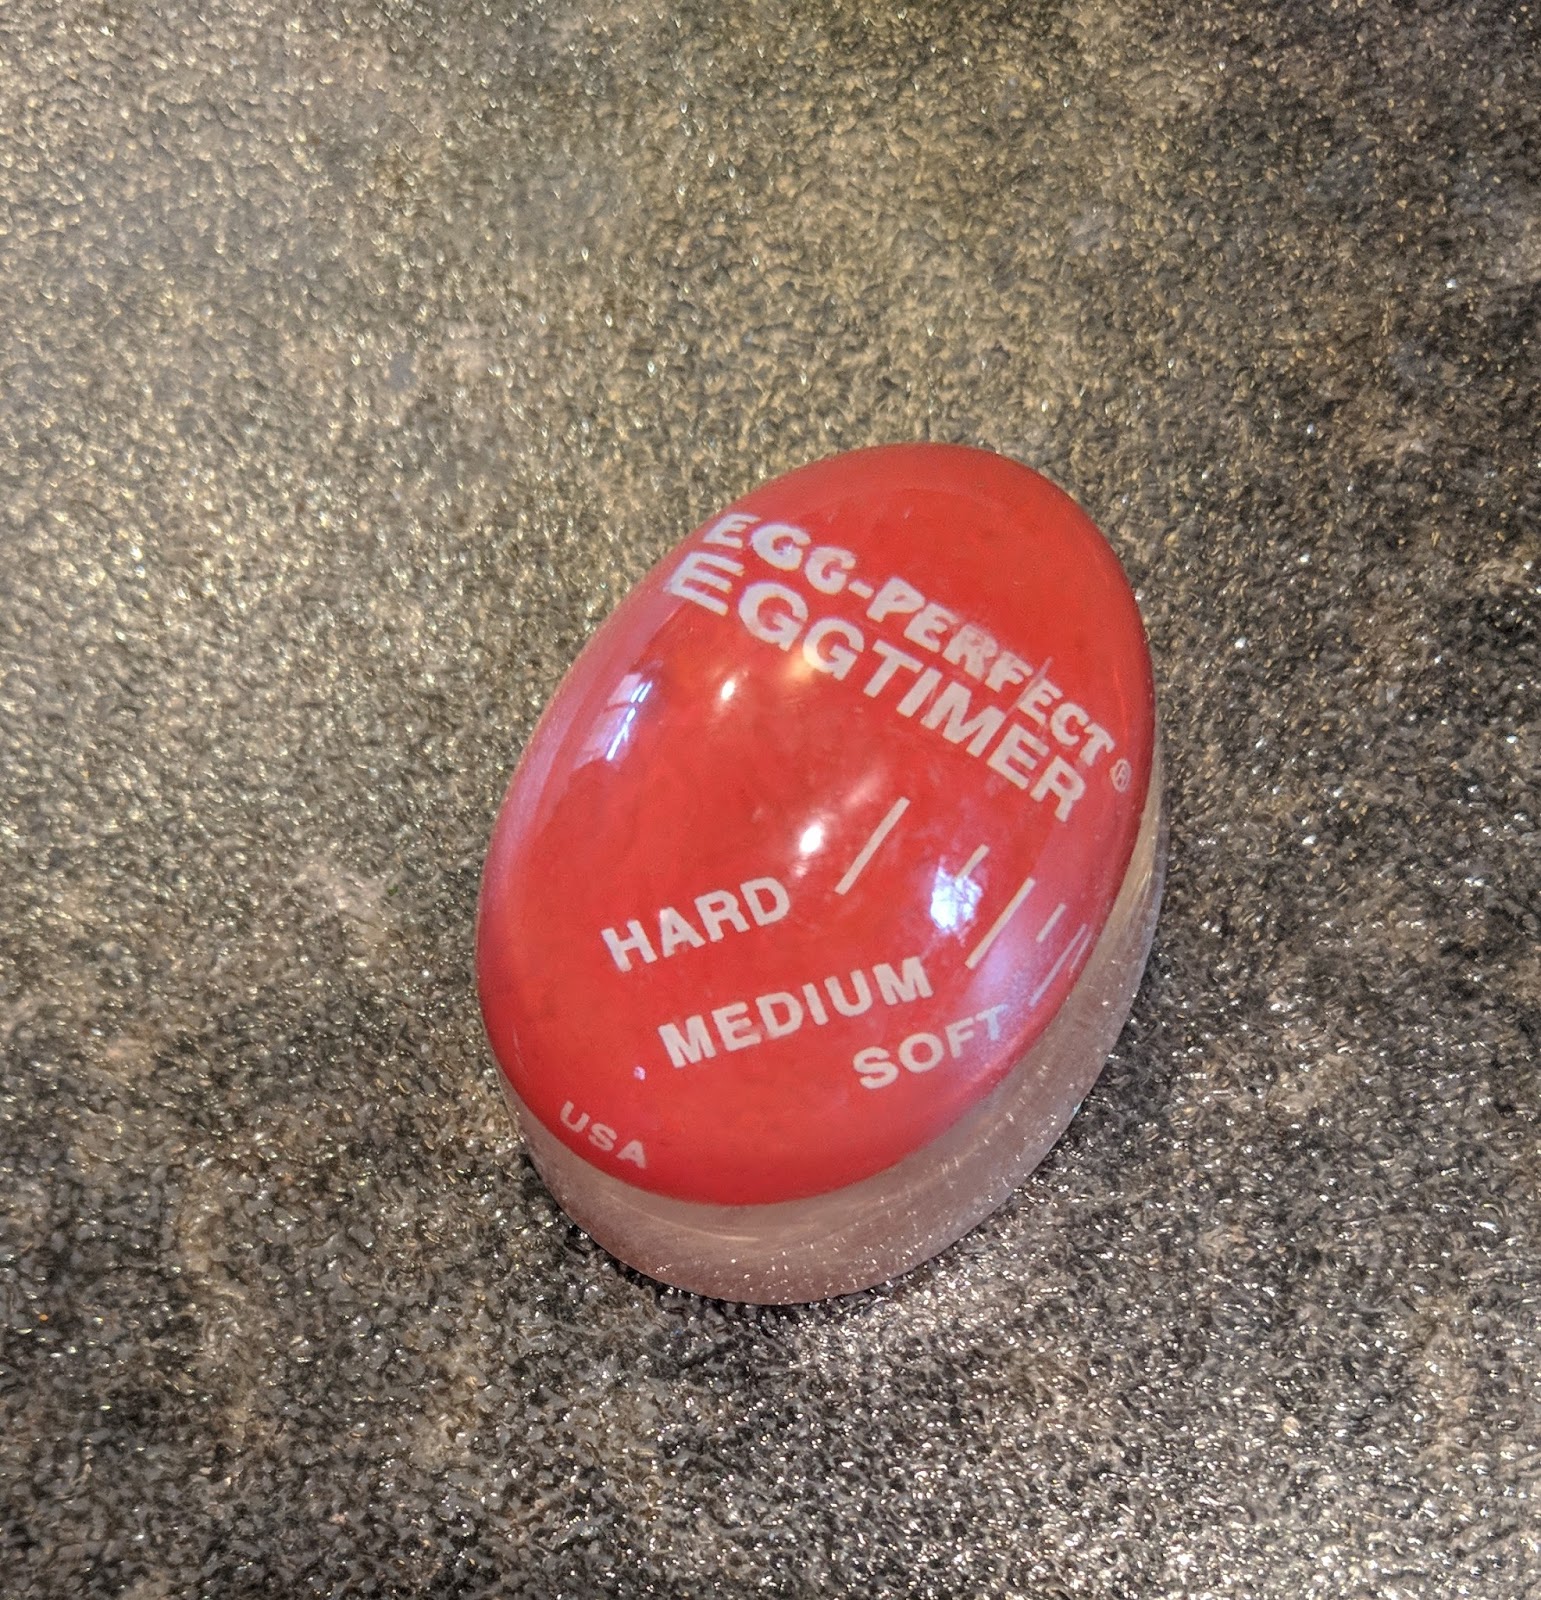 EGG-PERFECT®
EGGTIMER
HARD
MEDIUM
SOFT
USA